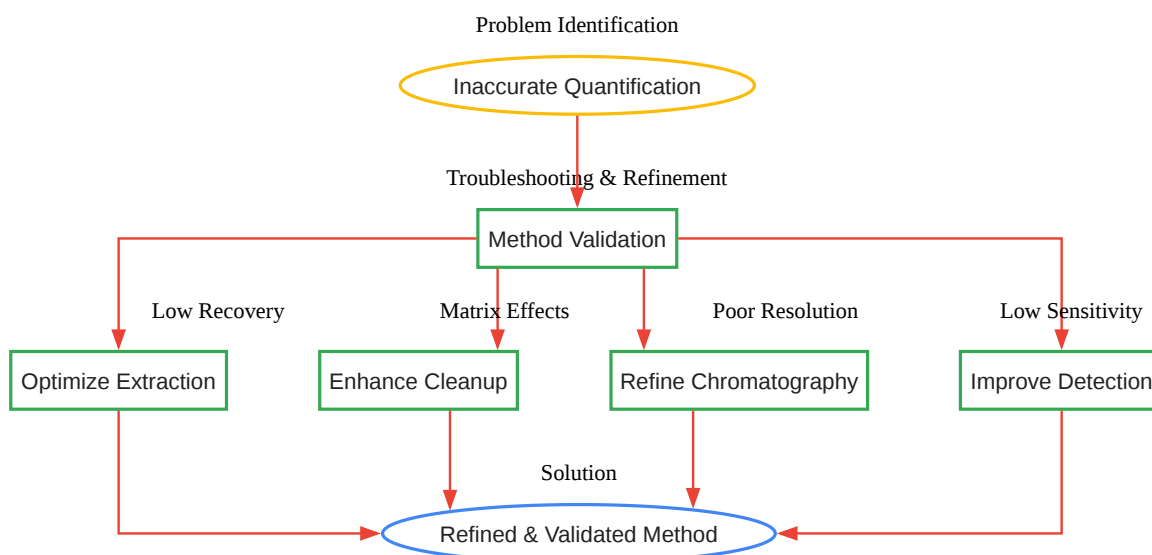 Problem Identification
Inaccurate Quantification
Troubleshooting & Refinement
Method Validation
Low Recovery
Matrix Effects
Poor Resolution
Low Sensitivity
Optimize Extraction
Enhance Cleanup
Refine Chromatography
Improve Detection
Solution
Refined & Validated Method